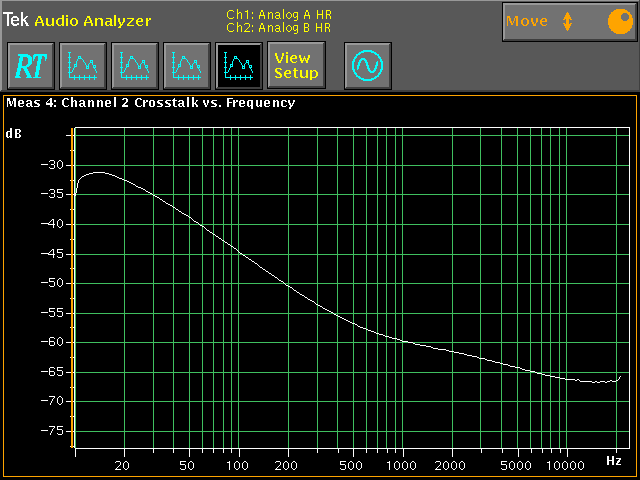 Tek Audio Analyzer
Ch1: Analog A HR
Ch2: Analog B HR
Move
RT
View
Setup
Meas 4: Channel 2 Crosstalk vs. Frequency
dB
−30
−35
−40
−45
−50
−55
−60
−65
−70
−75
20 50 100 200 500 1000 2000 5000 10000 Hz